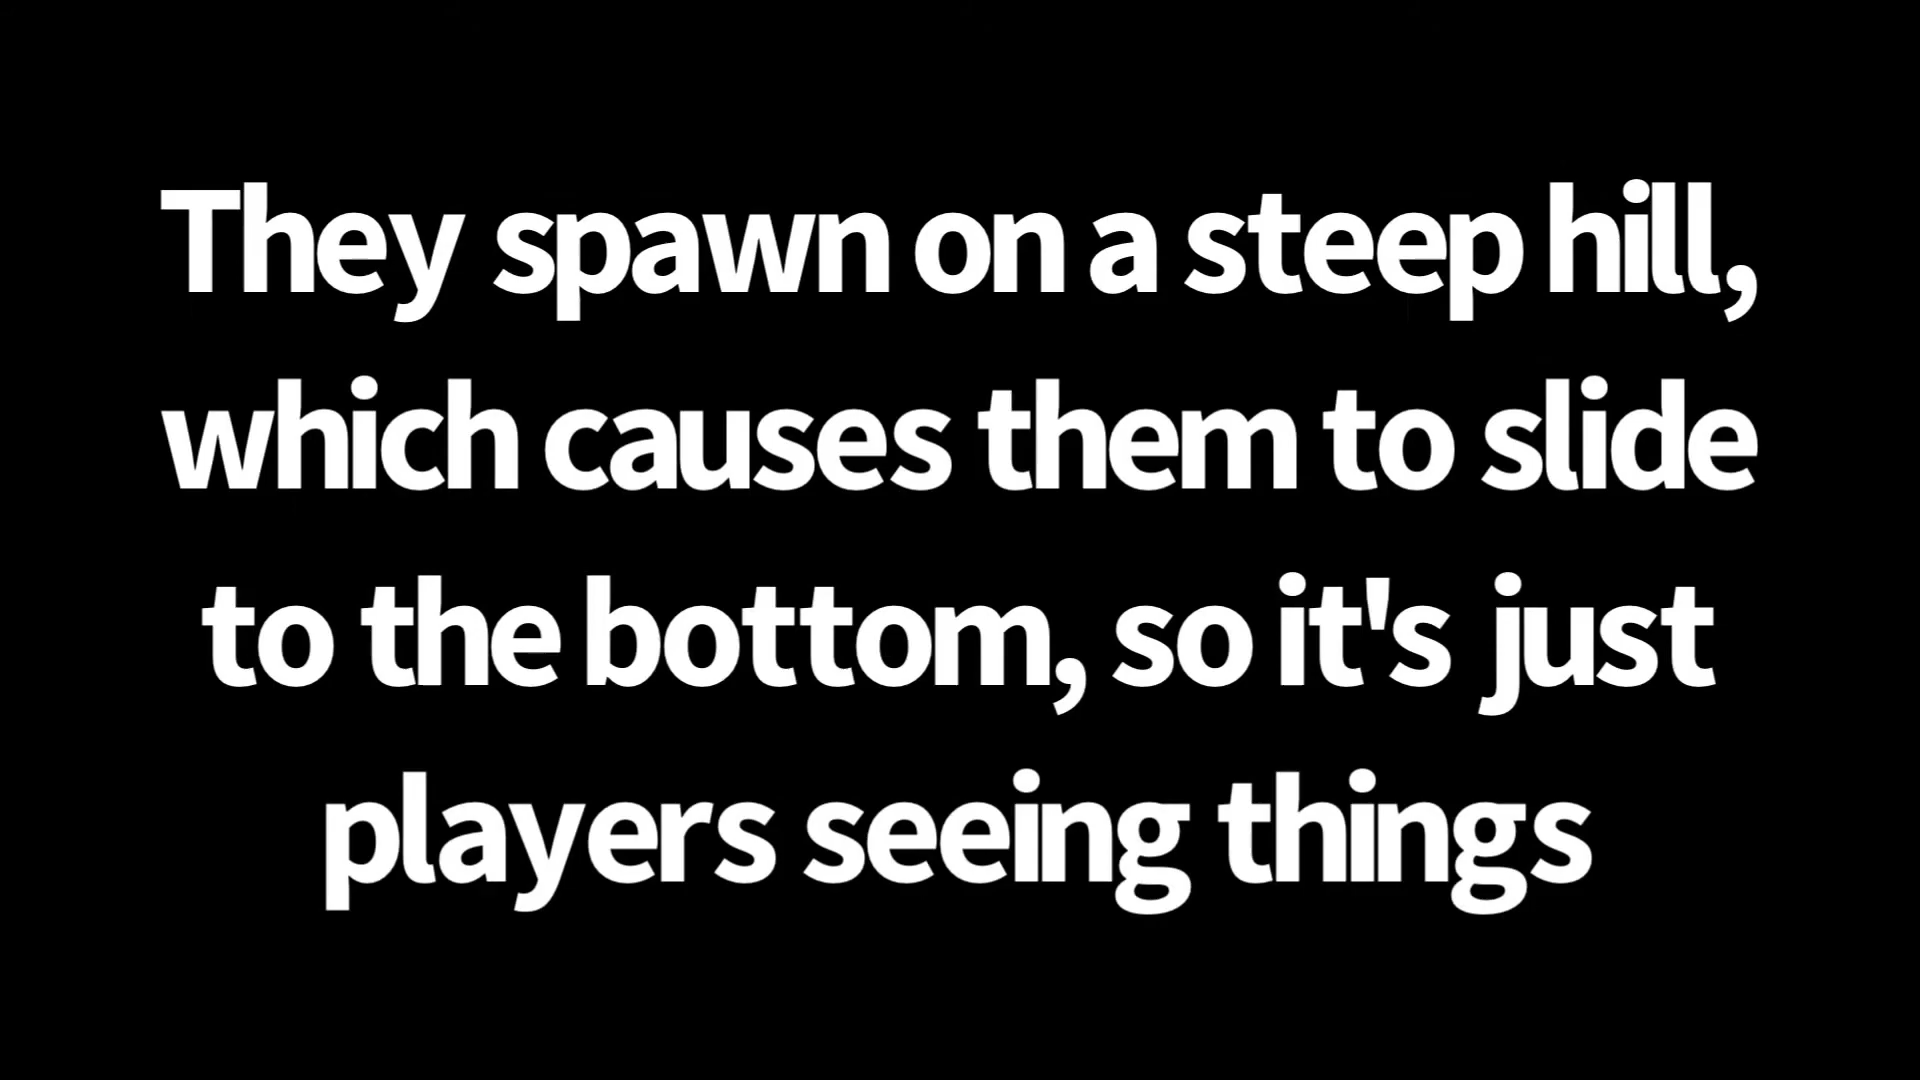 They spawn on a steep hill,
which causes them to slide
to the bottom, so it's just
players seeing things